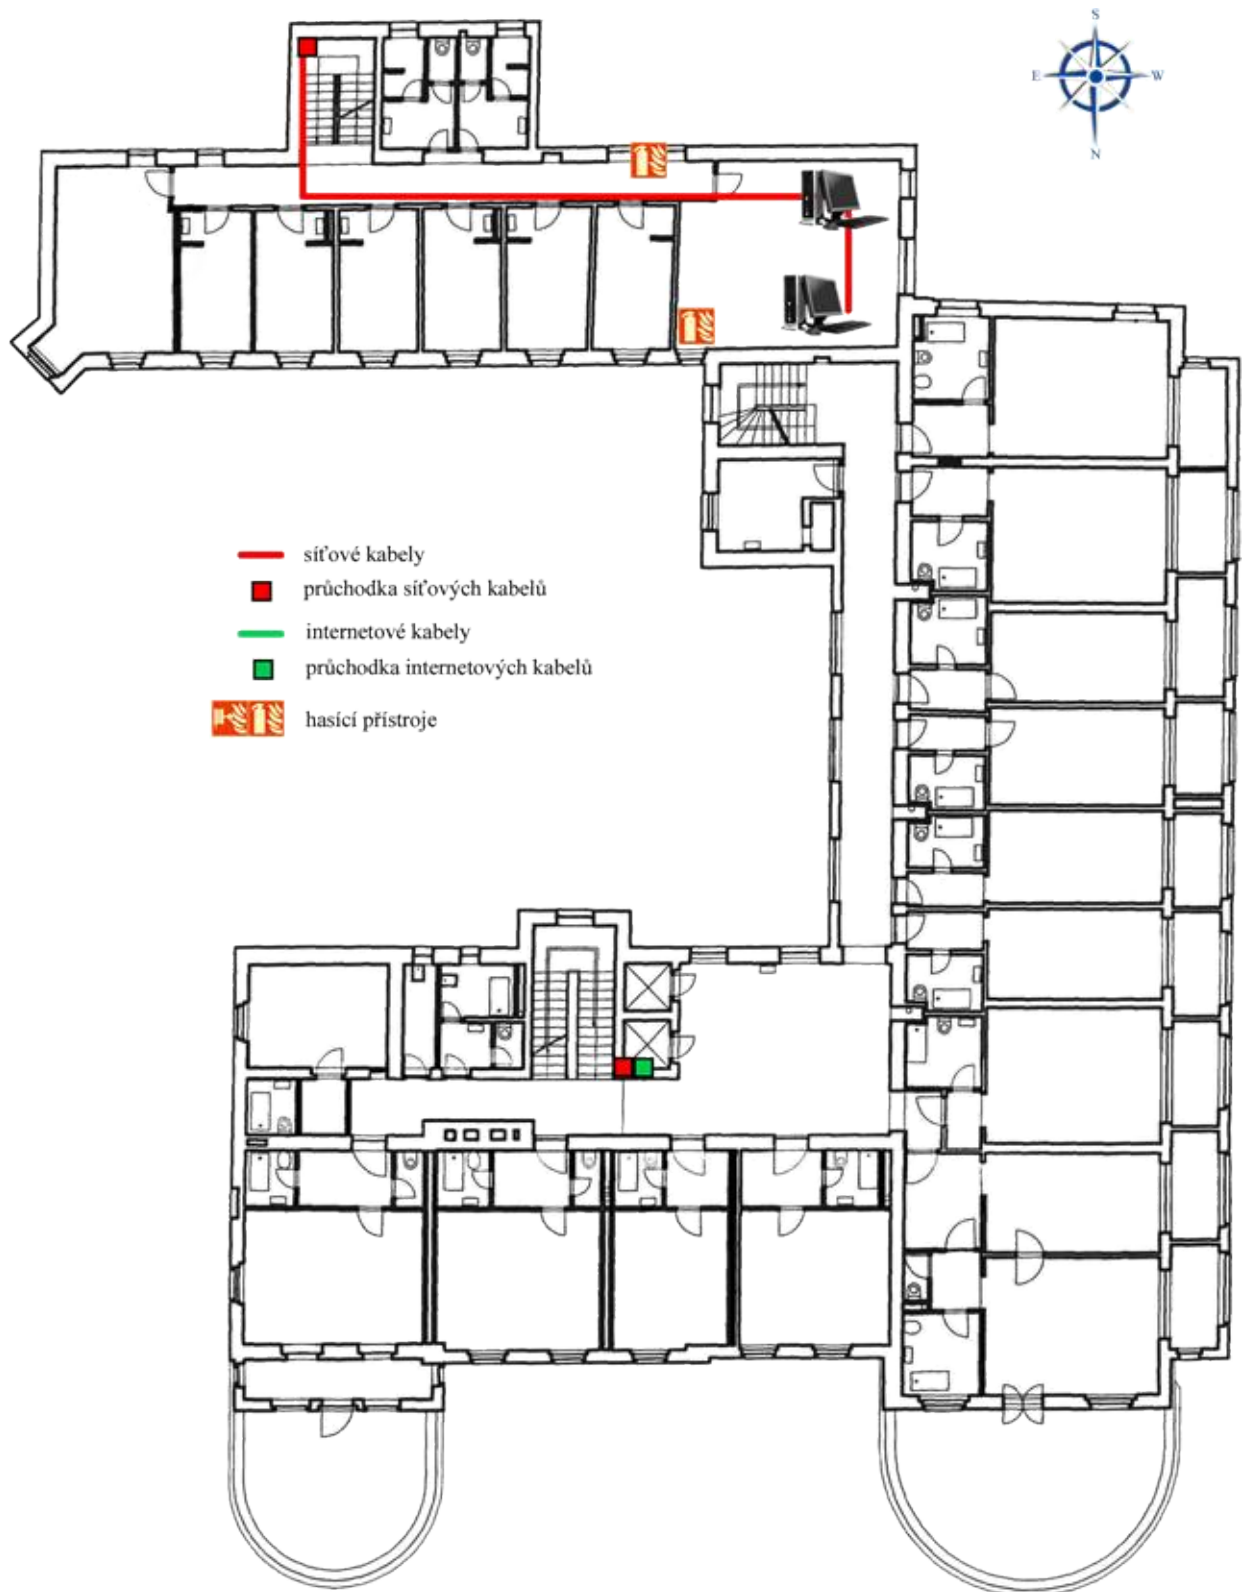 S
E
W
N
síťové kabely
průchodka síťových kabelů
internetové kabely
průchodka internetových kabelů
hasící přístroje